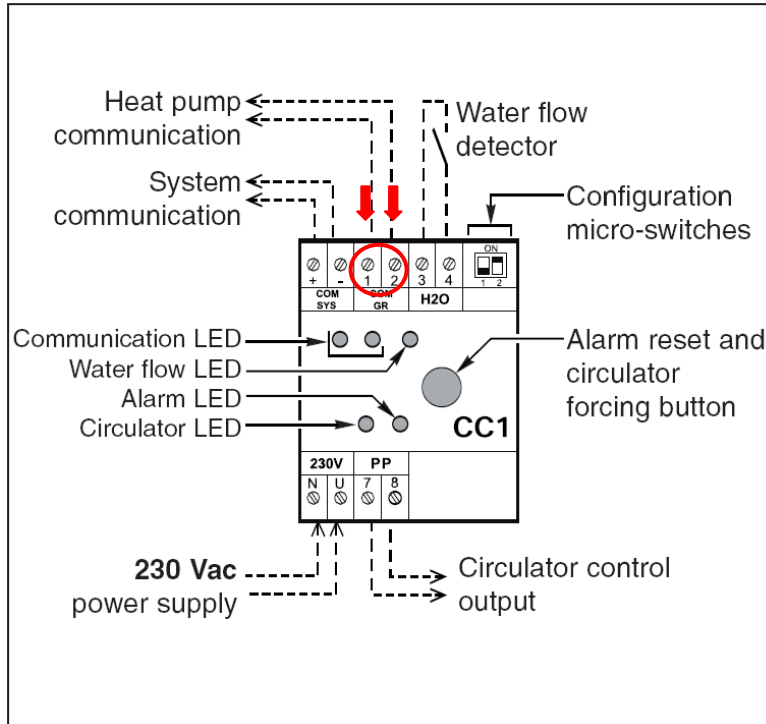 Heat pump
communication
Water flow
detector
System
communication
Configuration
micro-switches
ON
1 2
+ - 1 2 3 4
COM
SYS
COM
GR
H2O
Communication LED
Water flow LED
Alarm LED
Circulator LED
Alarm reset and
circulator
forcing button
CC1
230V PP
N U 7 8
230 Vac
power supply
Circulator control
output